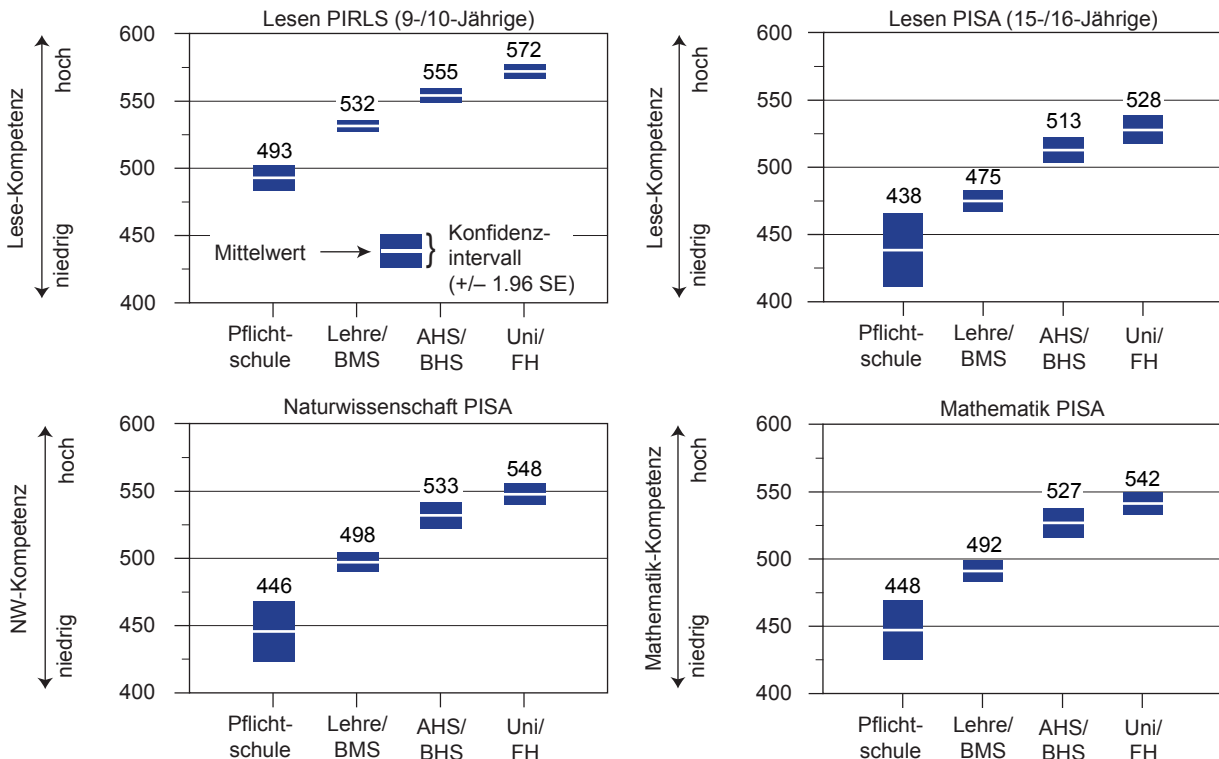 Lesen PIRLS (9-/10-Jährige)
Lese-Kompetenz
niedrig
hoch
600
550
500
450
400
493
532
555
572
Mittelwert
Konfidenz-
intervall
(+/– 1.96 SE)
Pflicht-
schule
Lehre/
BMS
AHS/
BHS
Uni/
FH
Lesen PISA (15-/16-Jährige)
Lese-Kompetenz
niedrig
hoch
600
550
500
450
400
438
475
513
528
Pflicht-
schule
Lehre/
BMS
AHS/
BHS
Uni/
FH
Naturwissenschaft PISA
NW-Kompetenz
niedrig
hoch
600
550
500
450
400
446
498
533
548
Pflicht-
schule
Lehre/
BMS
AHS/
BHS
Uni/
FH
Mathematik PISA
Mathematik-Kompetenz
niedrig
hoch
600
550
500
450
400
448
492
527
542
Pflicht-
schule
Lehre/
BMS
AHS/
BHS
Uni/
FH